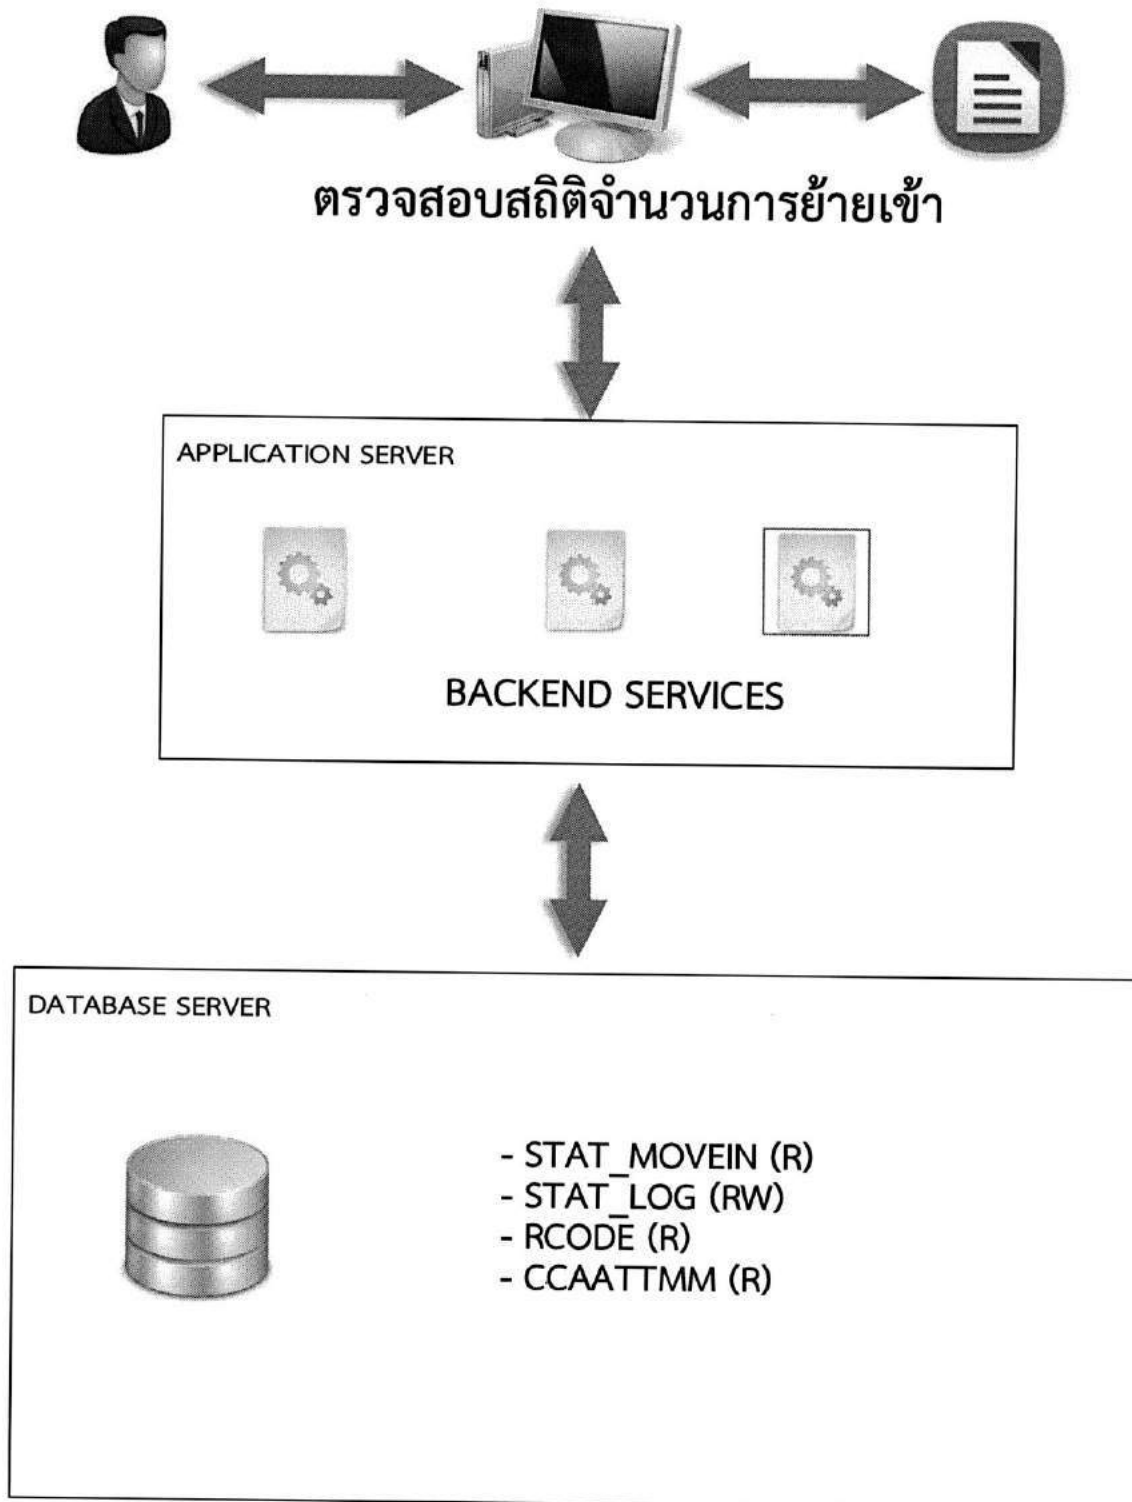 ตรวจสอบสถิติจำนวนการย้ายเข้า
APPLICATION SERVER
BACKEND SERVICES
DATABASE SERVER
- STAT_MOVEIN (R)
- STAT_LOG (RW)
- RCODE (R)
- CCAATTMM (R)